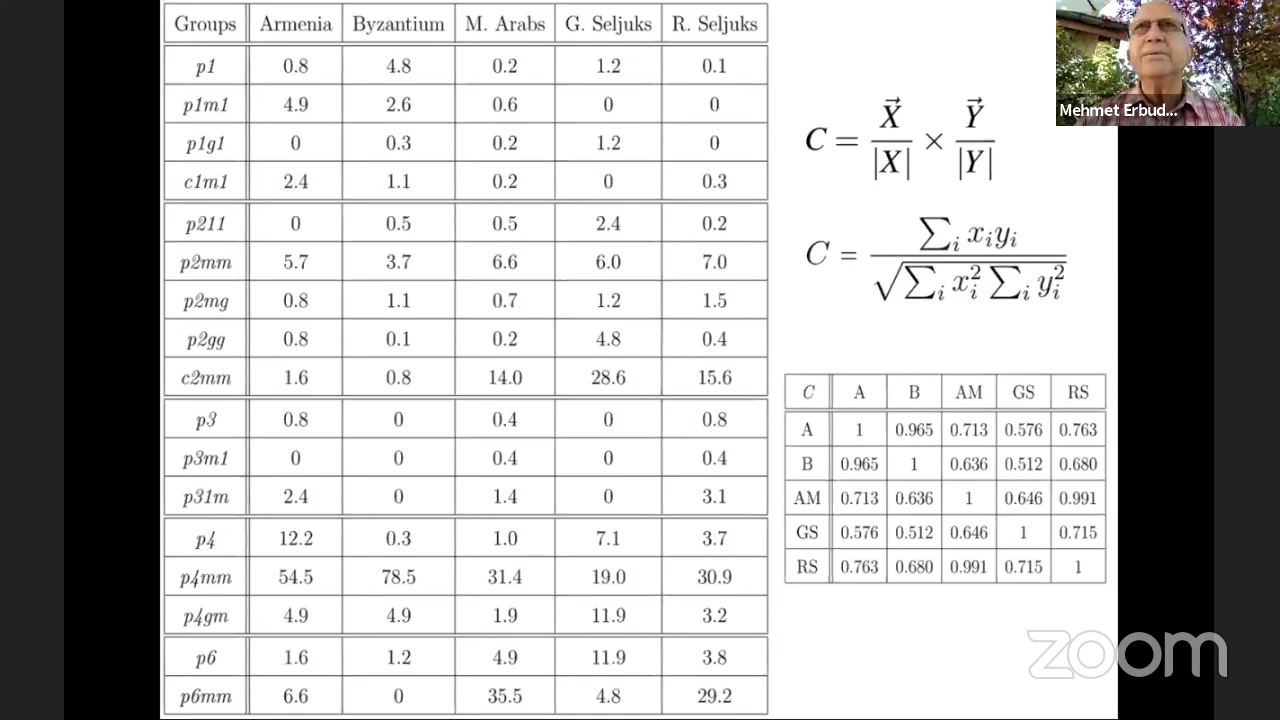 Groups Armenia Byzantium M. Arabs G. Seljuks R. Seljuks
p1 0.8 4.8 0.2 1.2 0.1
p1m1 4.9 2.6 0.6 0 0
p1g1 0 0.3 0.2 1.2 0
c1m1 2.4 1.1 0.2 0 0.3
p211 0 0.5 0.5 2.4 0.2
p2mm 5.7 3.7 6.6 6.0 7.0
p2mg 0.8 1.1 0.7 1.2 1.5
p2gg 0.8 0.1 0.2 4.8 0.4
c2mm 1.6 0.8 14.0 28.6 15.6
p3 0.8 0 0.4 0 0.8
p3m1 0 0 0.4 0 0.4
p31m 2.4 0 1.4 0 3.1
p4 12.2 0.3 1.0 7.1 3.7
p4mm 54.5 78.5 31.4 19.0 30.9
p4gm 4.9 4.9 1.9 11.9 3.2
p6 1.6 1.2 4.9 11.9 3.8
p6mm 6.6 0 35.5 4.8 29.2
Mehmet Erbud...
C = X⃗/|X| × Y⃗/|Y|
C = ∑ᵢ xᵢyᵢ / √(∑ᵢ xᵢ² ∑ᵢ yᵢ²)
C A B AM GS RS
A 1 0.965 0.713 0.576 0.763
B 0.965 1 0.636 0.512 0.680
AM 0.713 0.636 1 0.646 0.991
GS 0.576 0.512 0.646 1 0.715
RS 0.763 0.680 0.991 0.715 1
zoom